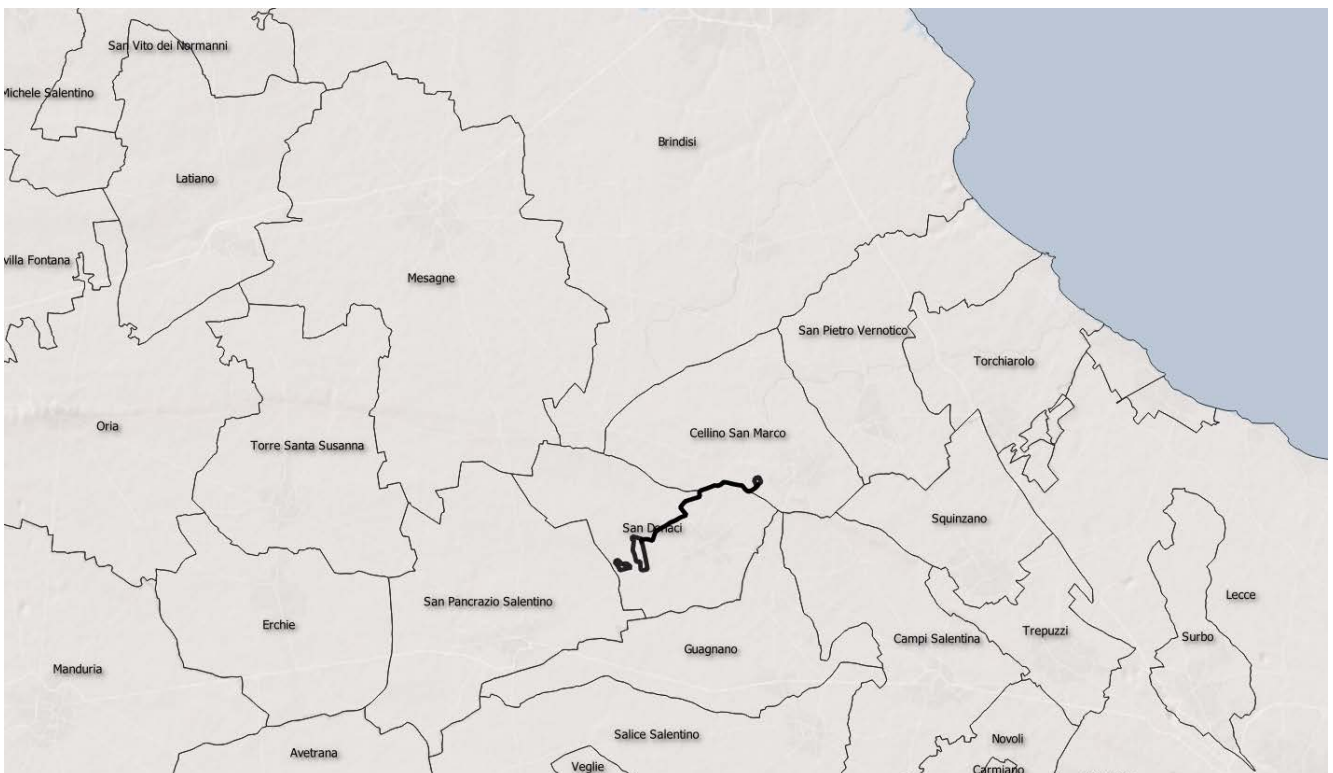 San Vito dei Normanni
Michele Salentino
Brindisi
Latiano
villa Fontana
Mesagne
San Pietro Vernotico
Torchiarolo
Oria
Cellino San Marco
Torre Santa Susanna
Squinzano
San Donaci
Lecce
San Pancrazio Salentino
Erchie
Trepuzzi
Campi Salentina
Surbo
Guagnano
Manduria
Salice Salentino
Novoli
Avetrana
Veglie
Carmiano